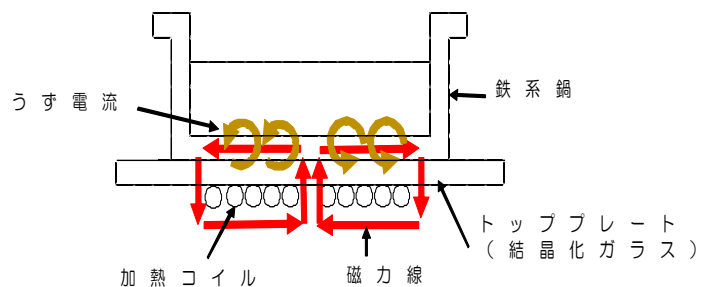 うず電流
鉄系鍋
トッププレート
（結晶化ガラス）
加熱コイル
磁力線